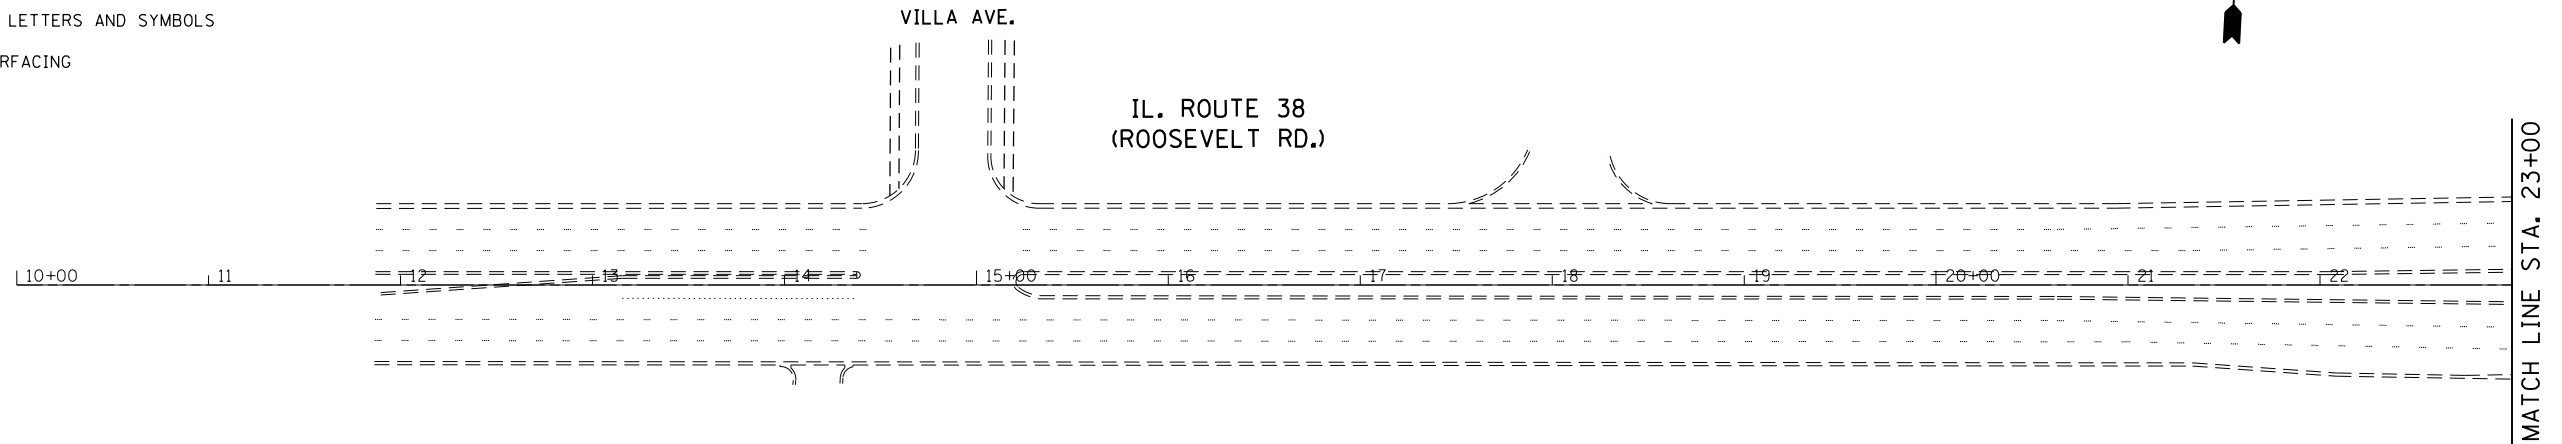 LETTERS AND SYMBOLS
RFACING
VILLA AVE.
IL. ROUTE 38
(ROOSEVELT RD.)
10+00 11 12 13 14 15+00 16 17 18 19 20+00 21 22
MATCH LINE STA. 23+00